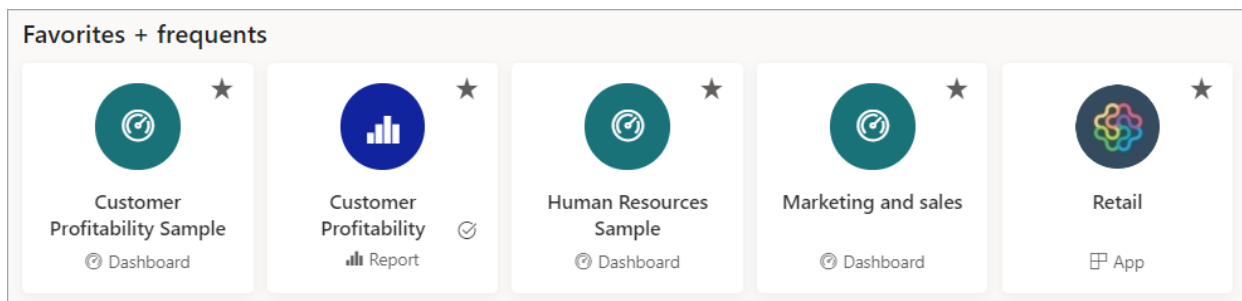 Favorites + frequents
Customer
Profitability Sample
Dashboard
Customer
Profitability
Report
Human Resources
Sample
Dashboard
Marketing and sales
Dashboard
Retail
App